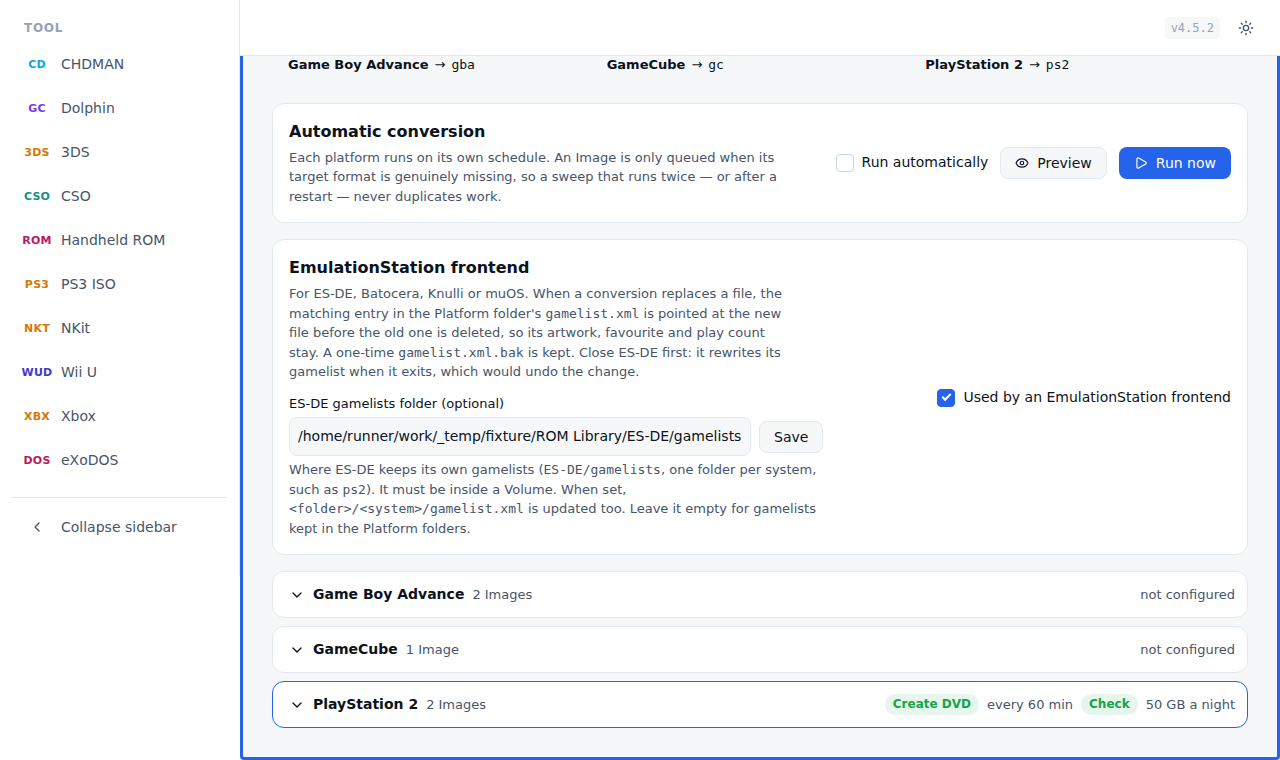 TOOL
CD CHDMAN
GC Dolphin
3DS 3DS
CSO CSO
ROM Handheld ROM
PS3 PS3 ISO
NKT NKit
WUD Wii U
XBX Xbox
DOS eXoDOS
Collapse sidebar
v4.5.2
Game Boy Advance → gba
GameCube → gc
PlayStation 2 → ps2
Automatic conversion
Each platform runs on its own schedule. An Image is only queued when its
target format is genuinely missing, so a sweep that runs twice — or after a
restart — never duplicates work.
Run automatically
Preview
Run now
EmulationStation frontend
For ES-DE, Batocera, Knulli or muOS. When a conversion replaces a file, the
matching entry in the Platform folder's gamelist.xml is pointed at the new
file before the old one is deleted, so its artwork, favourite and play count
stay. A one-time gamelist.xml.bak is kept. Close ES-DE first: it rewrites its
gamelist when it exits, which would undo the change.
ES-DE gamelists folder (optional)
/home/runner/work/_temp/fixture/ROM Library/ES-DE/gamelists
Save
Where ES-DE keeps its own gamelists (ES-DE/gamelists, one folder per system,
such as ps2). It must be inside a Volume. When set,
<folder>/<system>/gamelist.xml is updated too. Leave it empty for gamelists
kept in the Platform folders.
Used by an EmulationStation frontend
Game Boy Advance 2 Images not configured
GameCube 1 Image not configured
PlayStation 2 2 Images Create DVD every 60 min Check 50 GB a night